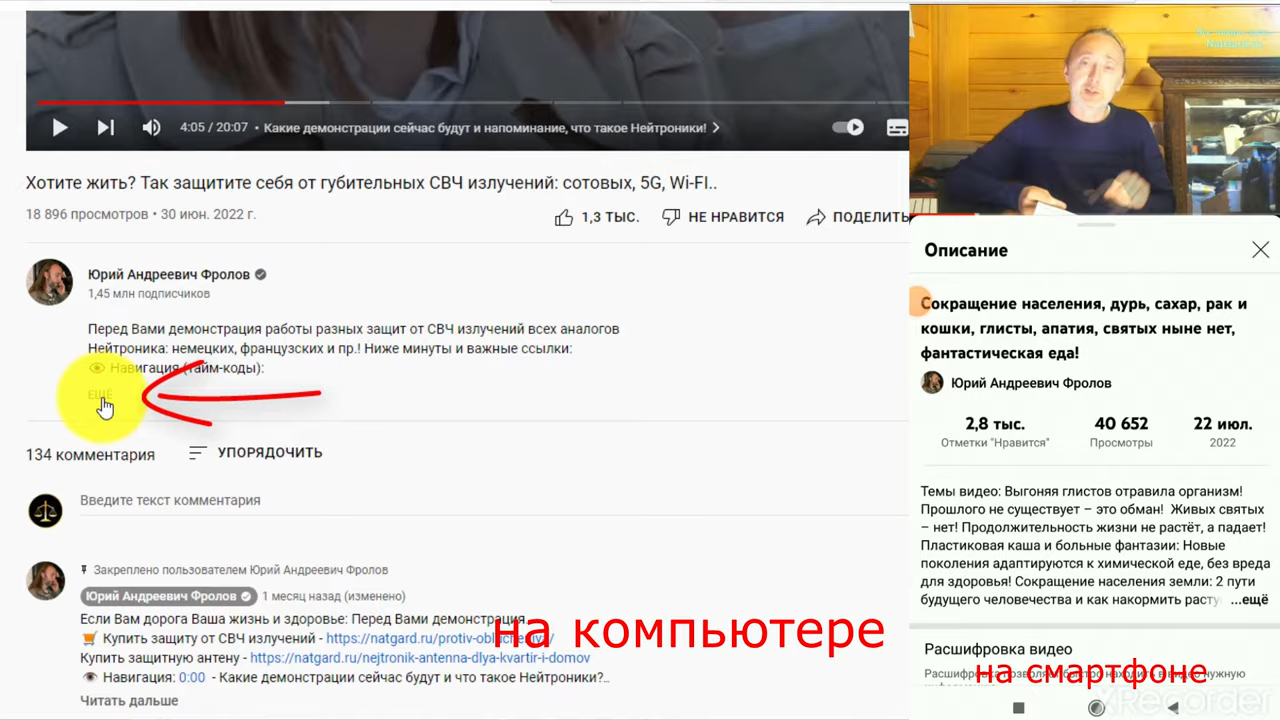 4:05 / 20:07 • Какие демонстрации сейчас будут и напоминание, что такое Нейтроники!
Хотите жить? Так защитите себя от губительных СВЧ излучений: сотовых, 5G, Wi-FI..
18 896 просмотров • 30 июн. 2022 г.
1,3 ТЫС.
НЕ НРАВИТСЯ
ПОДЕЛИТЬ
Юрий Андреевич Фролов
1,45 млн подписчиков
Перед Вами демонстрация работы разных защит от СВЧ излучений всех аналогов
Нейтроника: немецких, французских и пр.! Ниже минуты и важные ссылки:
Навигация (тайм-коды):
ЕЩЁ
134 комментария
УПОРЯДОЧИТЬ
Введите текст комментария
Закреплено пользователем Юрий Андреевич Фролов
Юрий Андреевич Фролов
1 месяц назад (изменено)
Если Вам дорога Ваша жизнь и здоровье: Перед Вами демонстрация
Купить защиту от СВЧ излучений - https://natgard.ru/protiv-obluchenya/
Купить защитную антену - https://natgard.ru/nejtronik-antenna-dlya-kvartir-i-domov
Навигация: 0:00 - Какие демонстрации сейчас будут и что такое Нейтроники?..
Читать дальше
на компьютере
Natgard.ru
Описание
Сокращение населения, дурь, сахар, рак и
кошки, глисты, апатия, святых ныне нет,
фантастическая еда!
Юрий Андреевич Фролов
2,8 тыс.
40 652
22 июл.
Отметки "Нравится"
Просмотры
2022
Темы видео: Выгоняя глистов отравила организм!
Прошлого не существует – это обман! Живых святых
– нет! Продолжительность жизни не растёт, а падает!
Пластиковая каша и больные фантазии: Новые
поколения адаптируются к химической еде, без вреда
для здоровья! Сокращение населения земли: 2 пути
будущего человечества и как накормить расту ...ещё
Расшифровка видео
Расшифровка позволяет быстро находить в видео нужную
на смартфоне
XRecorder